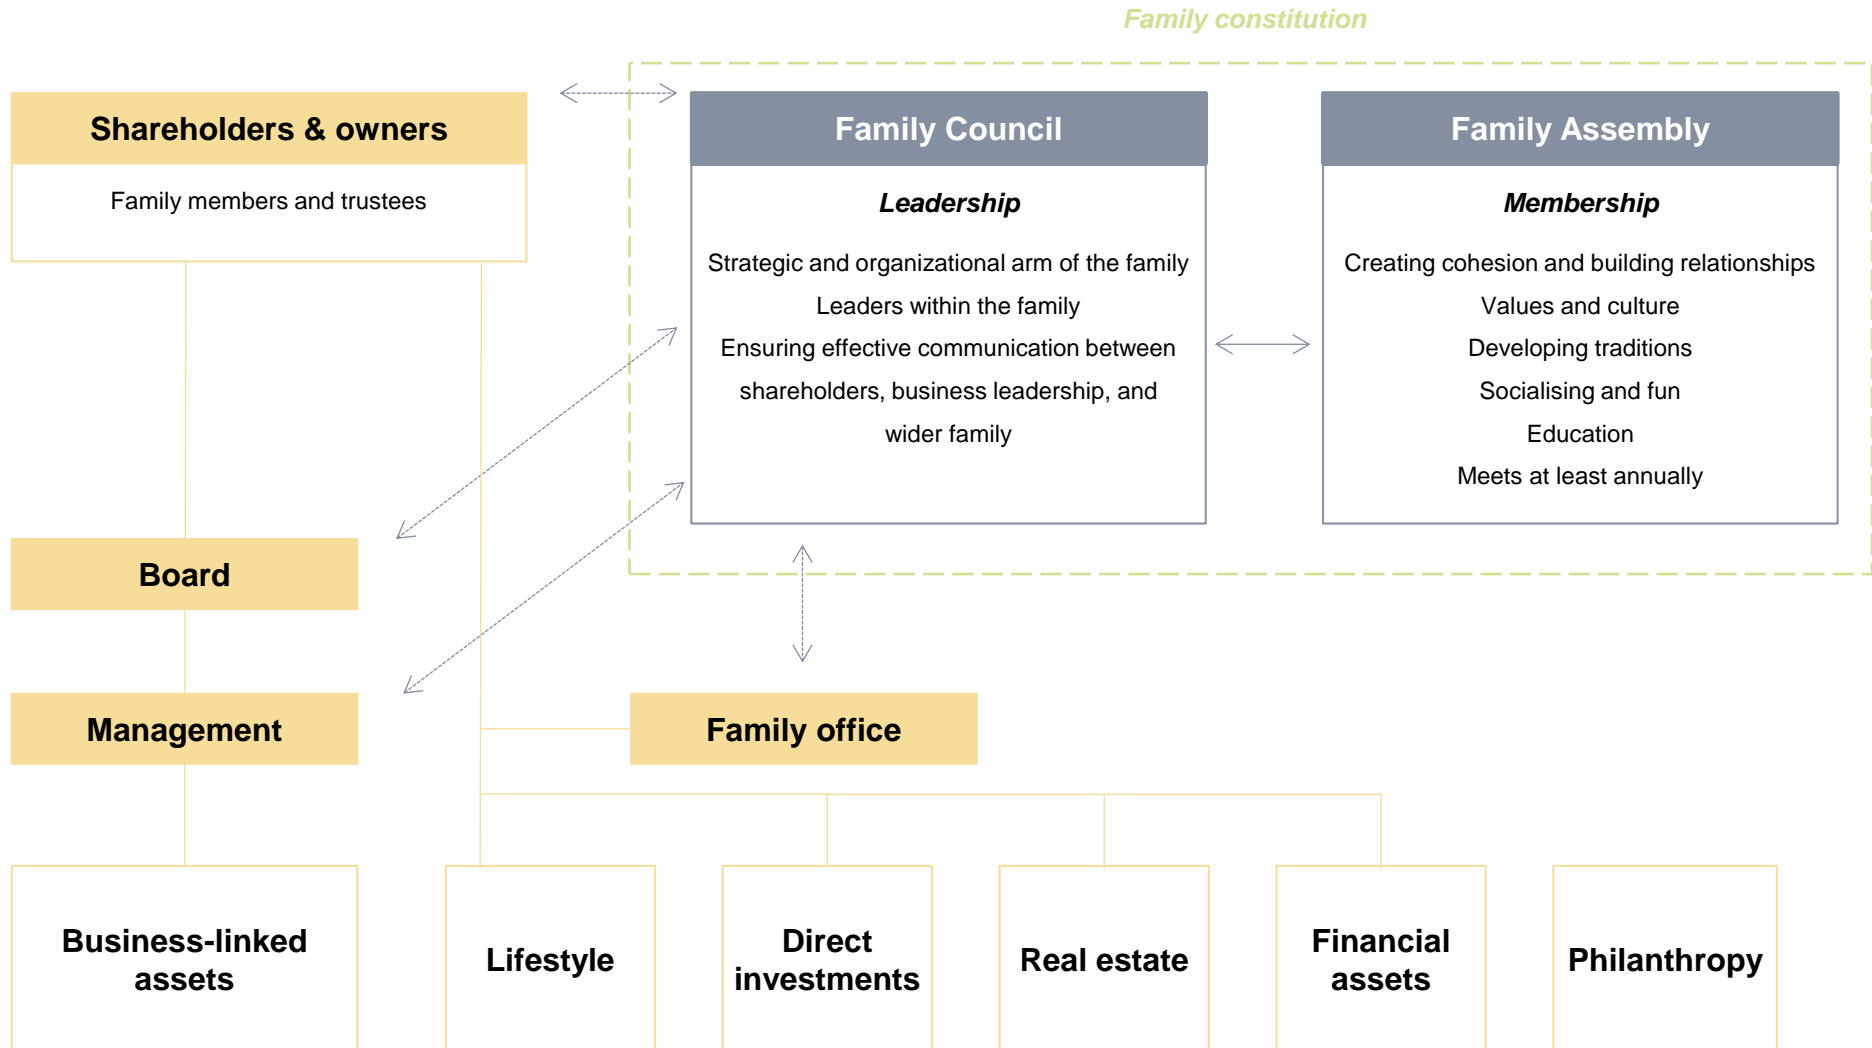 Family constitution
Shareholders & owners
Family members and trustees
Family Council
Leadership
Strategic and organizational arm of the family
Leaders within the family
Ensuring effective communication between
shareholders, business leadership, and
wider family
Family Assembly
Membership
Creating cohesion and building relationships
Values and culture
Developing traditions
Socialising and fun
Education
Meets at least annually
Board
Management
Family office
Business-linked
assets
Lifestyle
Direct
investments
Real estate
Financial
assets
Philanthropy